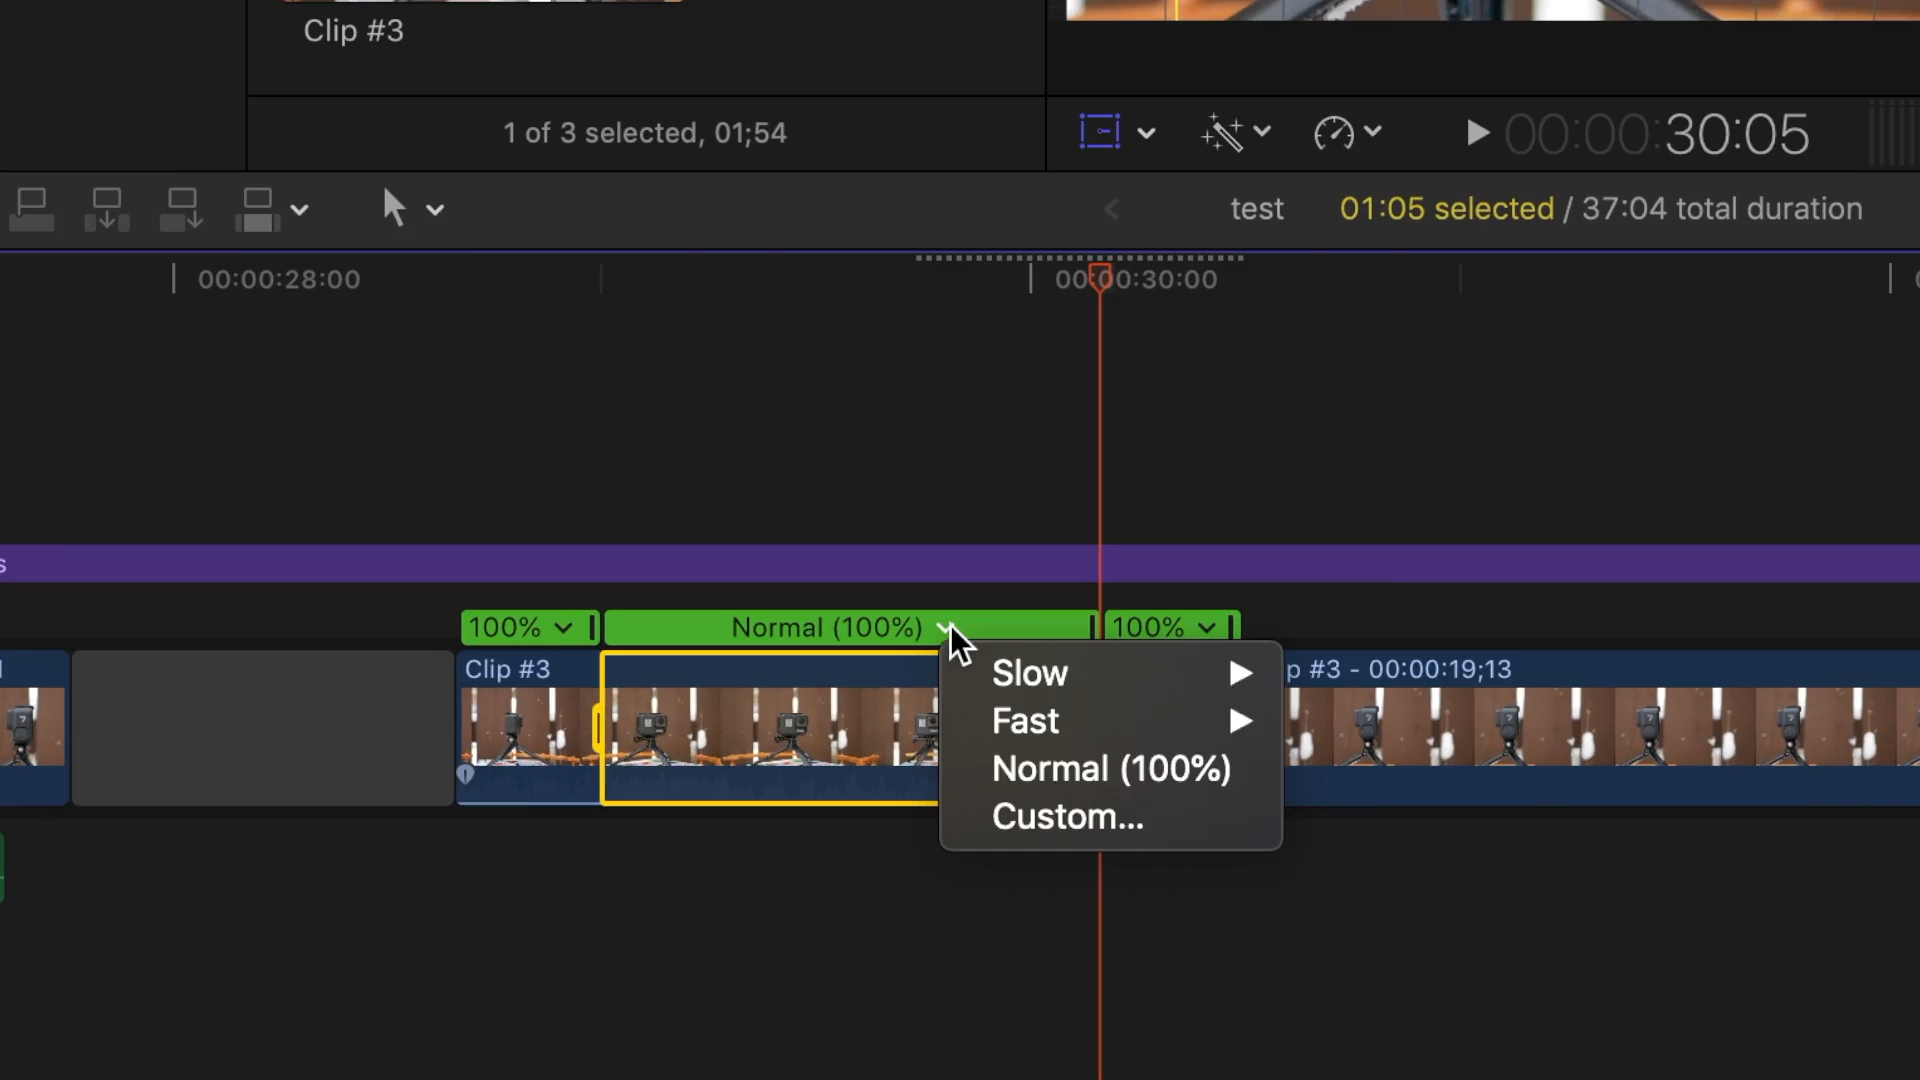 Clip #3
1 of 3 selected, 01;54
00:00:30:05
test
01:05 selected / 37:04 total duration
00:00:28:00
00:00:30:00
s
100%
Normal (100%)
100%
Clip #3
p #3 - 00:00:19;13
Slow
Fast
Normal (100%)
Custom...